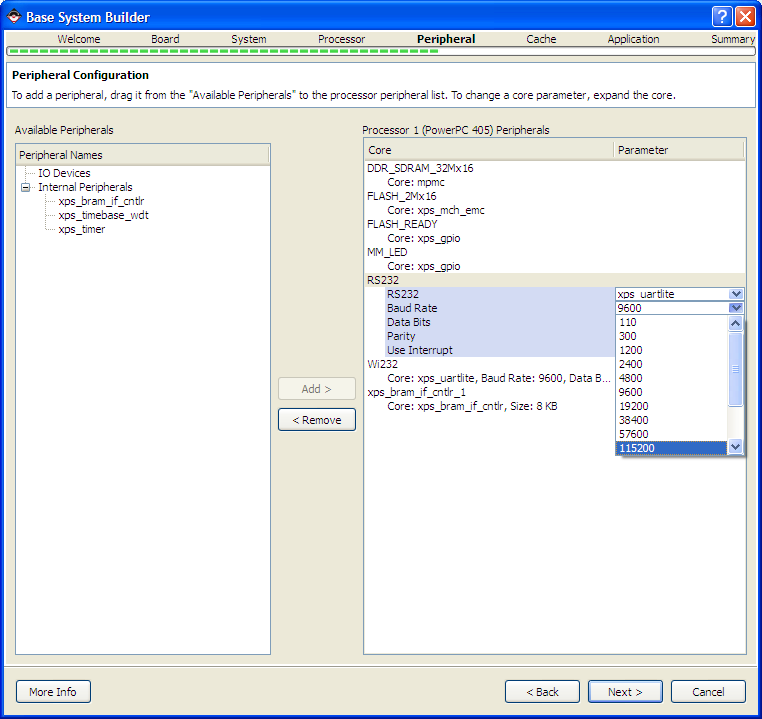 Base System Builder
Welcome Board System Processor Peripheral Cache Application Summary
Peripheral Configuration
To add a peripheral, drag it from the "Available Peripherals" to the processor peripheral list. To change a core parameter, expand the core.
Available Peripherals
Peripheral Names
IO Devices
Internal Peripherals
xps_bram_if_cntlr
xps_timebase_wdt
xps_timer
Add >
< Remove
Processor 1 (PowerPC 405) Peripherals
Core Parameter
DDR_SDRAM_32Mx16
Core: mpmc
FLASH_2Mx16
Core: xps_mch_emc
FLASH_READY
Core: xps_gpio
MM_LED
Core: xps_gpio
RS232
RS232 xps_uartlite
Baud Rate 9600
Data Bits
Parity
Use Interrupt
Wi232
Core: xps_uartlite, Baud Rate: 9600, Data B...
xps_bram_if_cntlr_1
Core: xps_bram_if_cntlr, Size: 8 KB
110
300
1200
2400
4800
9600
19200
38400
57600
115200
More Info
< Back
Next >
Cancel